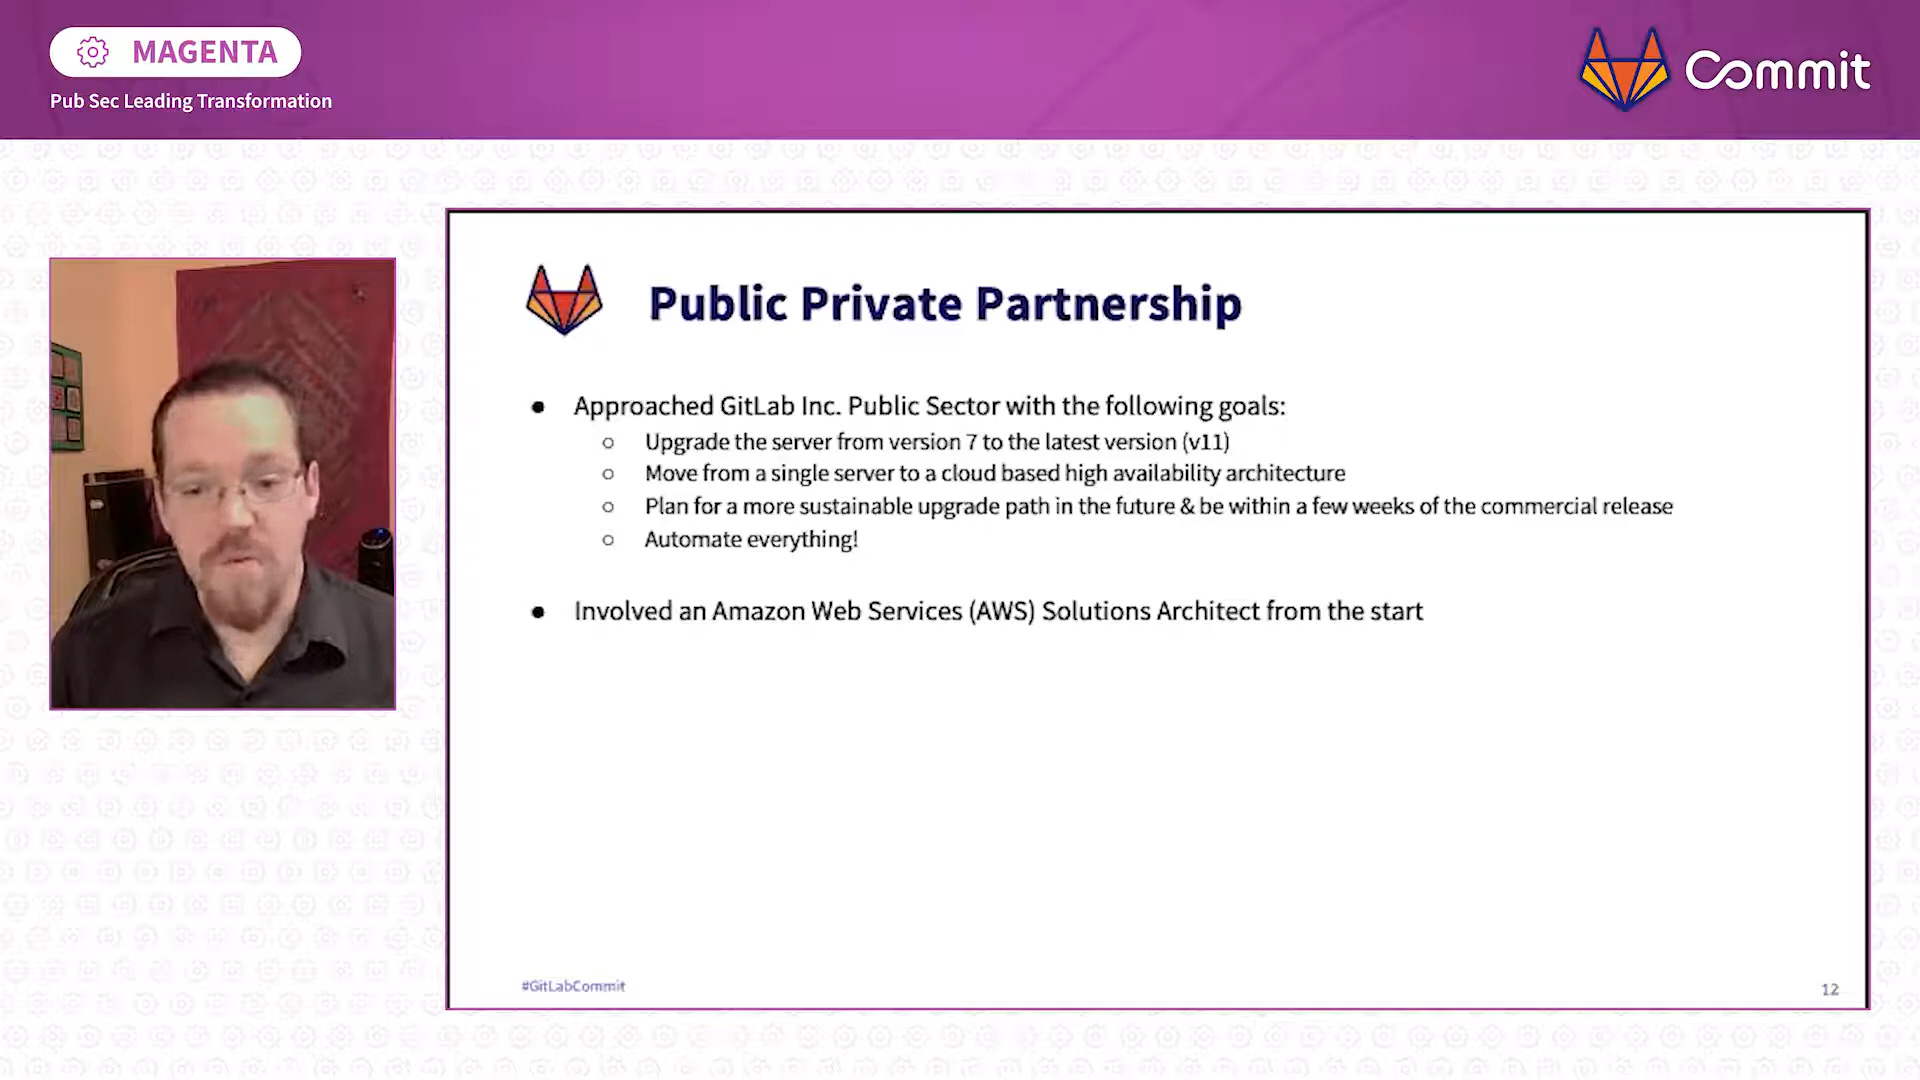 MAGENTA
Pub Sec Leading Transformation
Commit
Public Private Partnership
● Approached GitLab Inc. Public Sector with the following goals:
○ Upgrade the server from version 7 to the latest version (v11)
○ Move from a single server to a cloud based high availability architecture
○ Plan for a more sustainable upgrade path in the future & be within a few weeks of the commercial release
○ Automate everything!
● Involved an Amazon Web Services (AWS) Solutions Architect from the start
#GitLabCommit
12